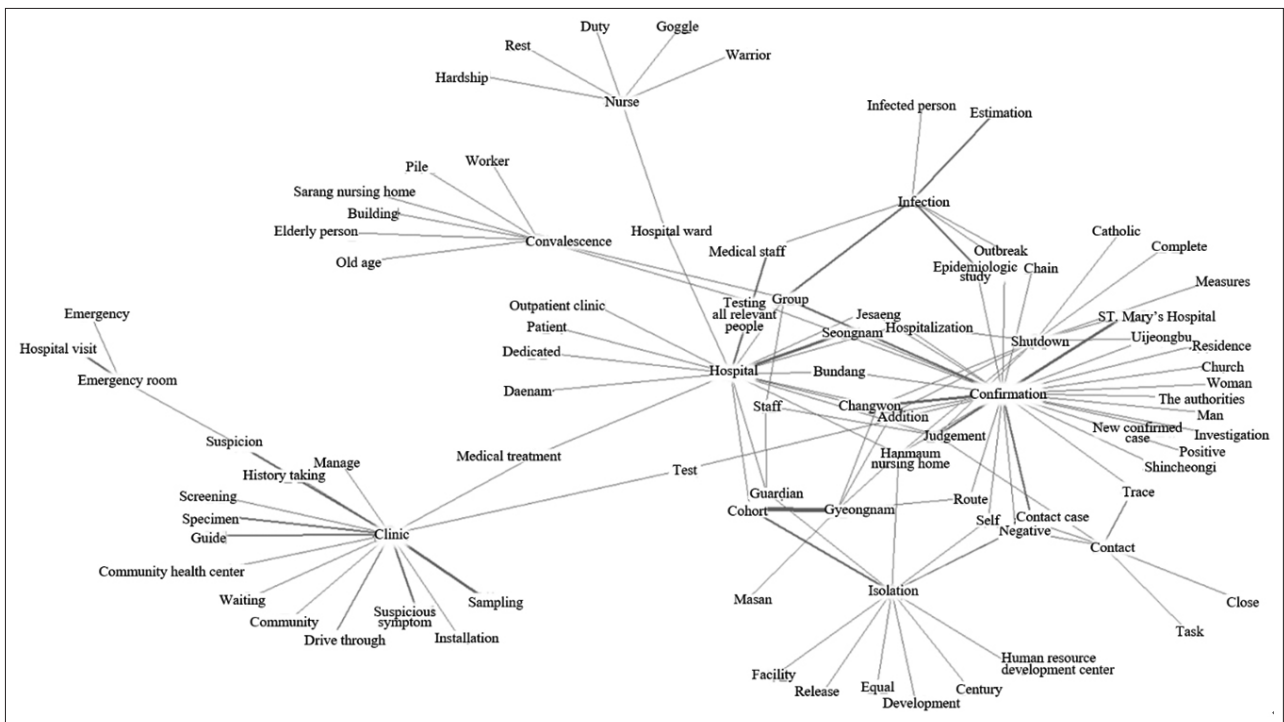 Duty
Goggle
Rest
Warrior
Hardship
Nurse
Infected person
Estimation
Worker
Pile
Sarang nursing home
Infection
Building
Elderly person
Hospital ward
Catholic
Convalescence
Complete
Old age
Medical staff
Outbreak
Epidemiologic
study
Chain
Measures
Outpatient clinic
Testing
all relevant
people
Group
Emergency
Jesaeng
ST. Mary's Hospital
Patient
Seongnam
Hospitalization
Shutdown
Uijeongbu
Residence
Hospital visit
Dedicated
Emergency room
Hospital
Bundang
Church
Daenam
Woman
Confirmation
The authorities
Staff
Changwon
Addition
Man
New confirmed
case
Investigation
Judgement
Suspicion
Hanmaum
nursing home
Positive
Medical treatment
Manage
Shincheongi
History taking
Test
Screening
Guardian
Route
Trace
Specimen
Cohort
Gyeongnam
Self
Contact case
Guide
Clinic
Negative
Contact
Community health center
Isolation
Waiting
Sampling
Masan
Close
Community
Suspicious
symptom
Drive through
Installation
Task
Human resource
development center
Facility
Release
Equal
Century
Development